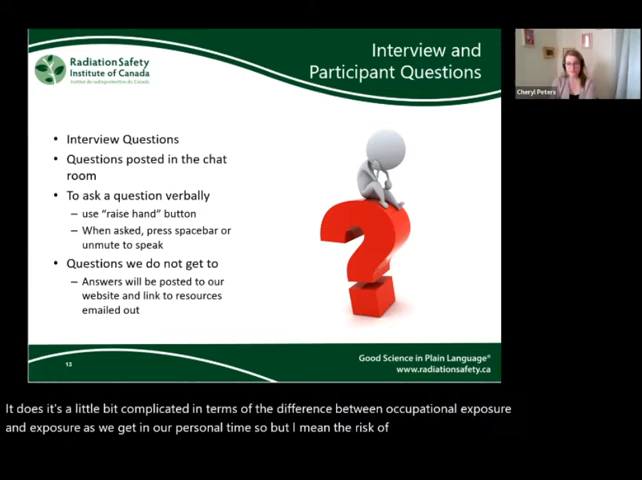 Radiation Safety
Institute of Canada
Institut de radioprotection du Canada
Interview and
Participant Questions
Cheryl Peters
• Interview Questions
• Questions posted in the chat
room
• To ask a question verbally
– use “raise hand” button
– When asked, press spacebar or
unmute to speak
• Questions we do not get to
– Answers will be posted to our
website and link to resources
emailed out
13
Good Science in Plain Language®
www.radiationsafety.ca
It does it's a little bit complicated in terms of the difference between occupational exposure
and exposure as we get in our personal time so but I mean the risk of